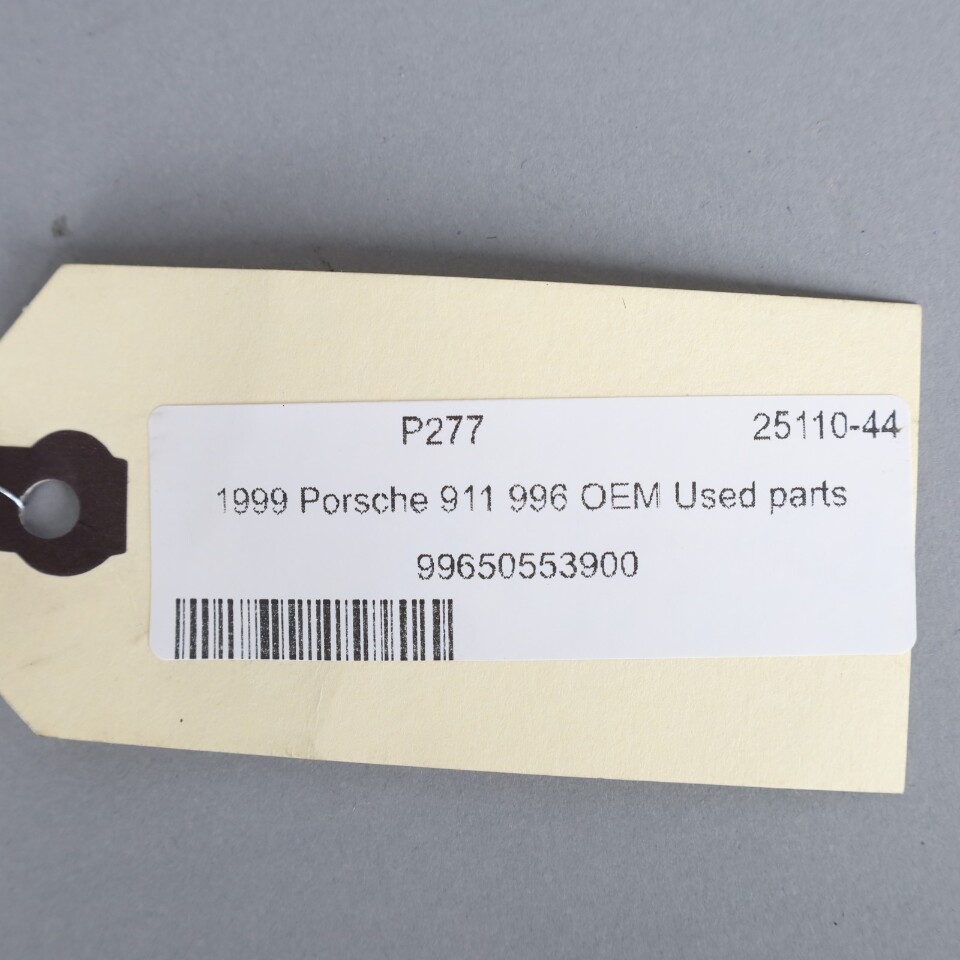 P277 25110-44
1999 Porsche 911 996 OEM Used parts
99650553900